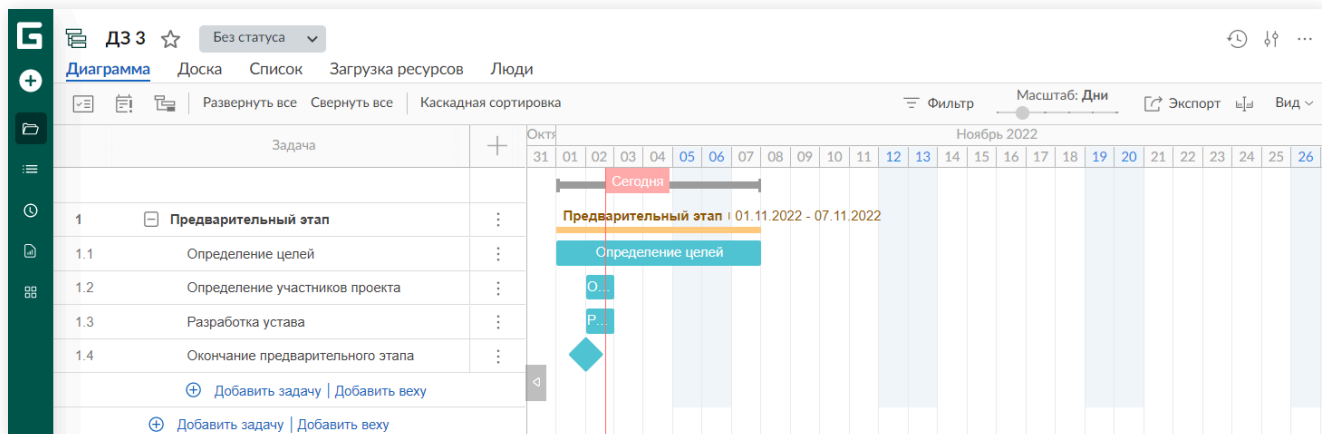 ДЗ 3 Без статуса
Диаграмма Доска Список Загрузка ресурсов Люди
Развернуть все Свернуть все Каскадная сортировка Фильтр Масштаб: Дни Экспорт Вид
Задача Октя Ноябрь 2022
31 01 02 03 04 05 06 07 08 09 10 11 12 13 14 15 16 17 18 19 20 21 22 23 24 25 26
Сегодня
1 Предварительный этап Предварительный этап 01.11.2022 - 07.11.2022
1.1 Определение целей Определение целей
1.2 Определение участников проекта О...
1.3 Разработка устава Р...
1.4 Окончание предварительного этапа
Добавить задачу | Добавить веху
Добавить задачу | Добавить веху